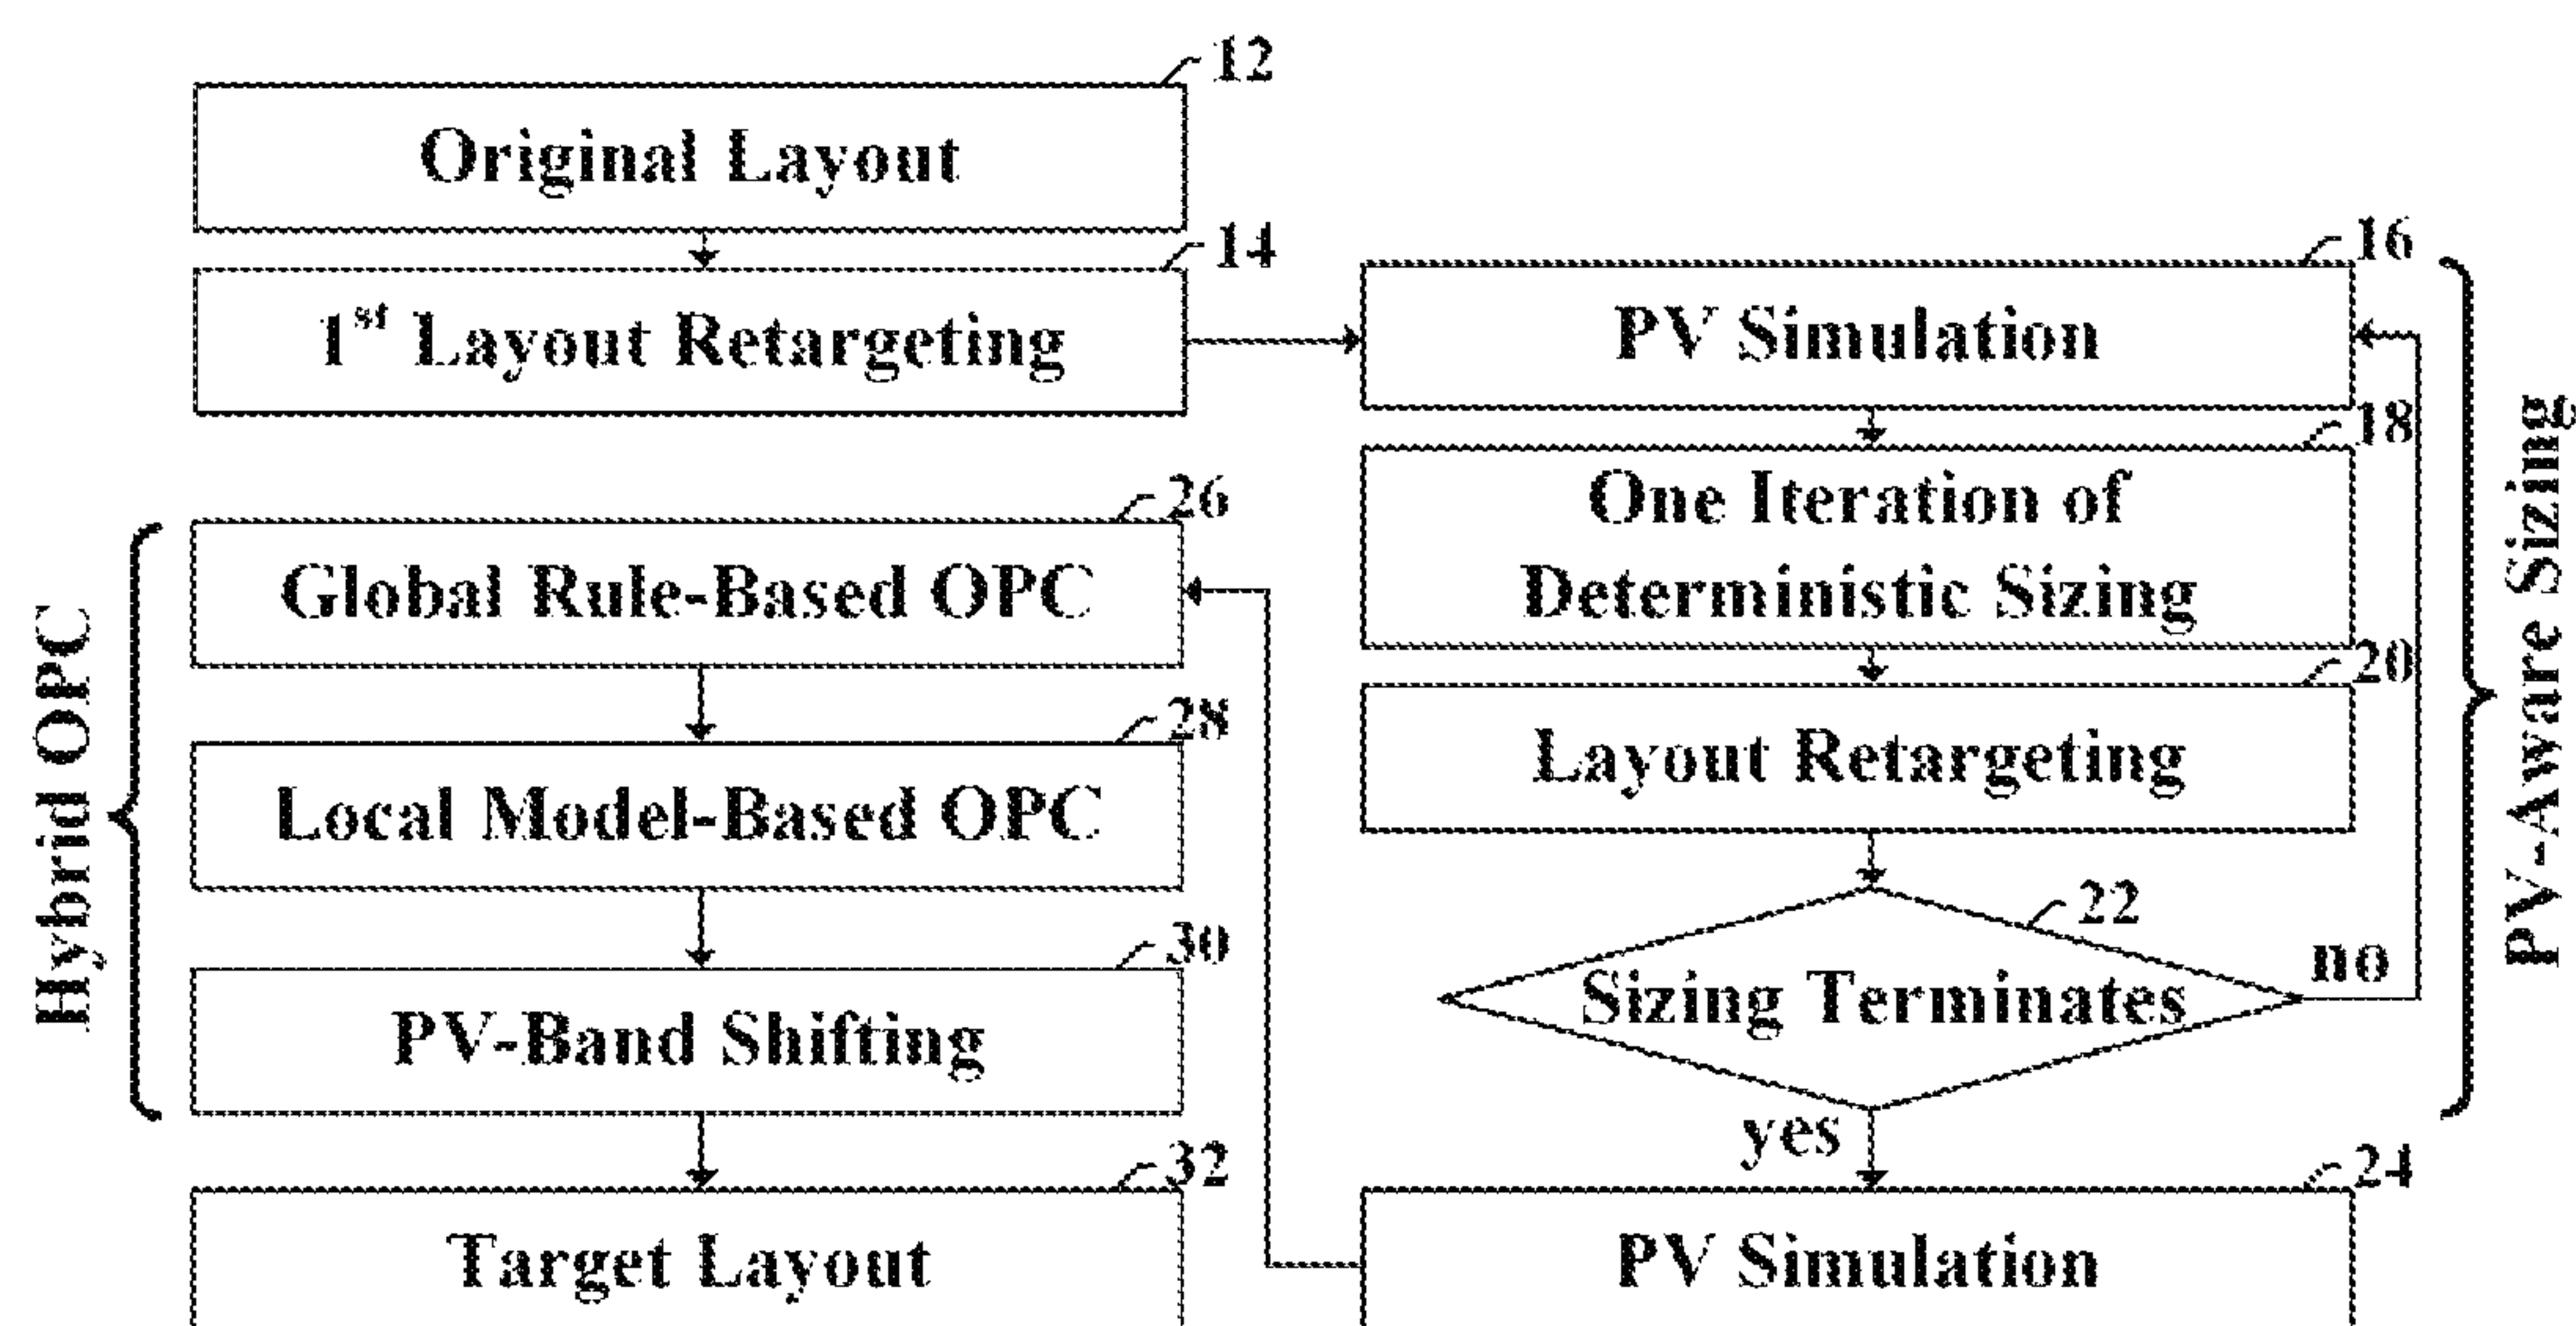 12
Original Layout
14
1st Layout Retargeting
16
PV Simulation
18
One Iteration of
Deterministic Sizing
20
Layout Retargeting
22
Sizing Terminates
no
yes
24
PV Simulation
PV-Aware Sizing
26
Global Rule-Based OPC
28
Local Model-Based OPC
30
PV-Band Shifting
Hybrid OPC
32
Target Layout